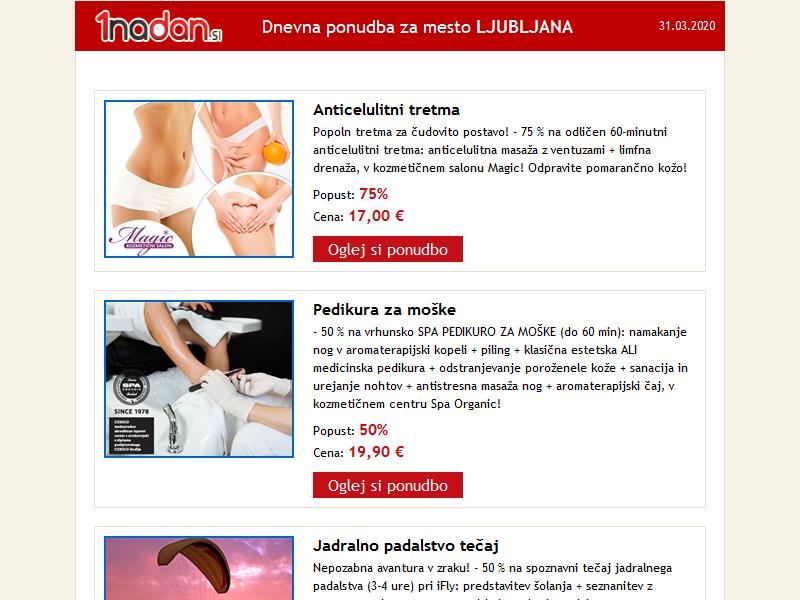 1nadan.si
Dnevna ponudba za mesto LJUBLJANA
31.03.2020
Anticelulitni tretma
Popoln tretma za čudovito postavo! - 75 % na odličen 60-minutni
anticelulitni tretma: anticelulitna masaža z ventuzami + limfna
drenaža, v kozmetičnem salonu Magic! Odpravite pomarančno kožo!
Popust: 75%
Cena: 17,00 €
Oglej si ponudbo
Magic
KOZMETIČNI SALON
Pedikura za moške
- 50 % na vrhunsko SPA PEDIKURO ZA MOŠKE (do 60 min): namakanje
nog v aromaterapijski kopeli + piling + klasična estetska ALI
medicinska pedikura + odstranjevanje poroženele kože + sanacija in
urejanje nohtov + antistresna masaža nog + aromaterapijski čaj, v
kozmetičnem centru Spa Organic!
Popust: 50%
Cena: 19,90 €
Oglej si ponudbo
SPA
ORGANIC
SINCE 1978
Jadralno padalstvo tečaj
Nepozabna avantura v zraku! - 50 % na spoznavni tečaj jadralnega
padalstva (3-4 ure) pri iFly: predstavitev šolanja + seznanitev z